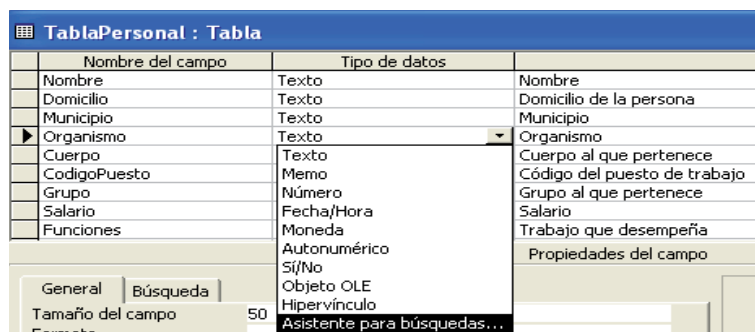 TablaPersonal : Tabla
Nombre del campo Tipo de datos
Nombre Texto Nombre
Domicilio Texto Domicilio de la persona
Municipio Texto Municipio
Organismo Texto Organismo
Cuerpo Texto Cuerpo al que pertenece
CodigoPuesto Memo Código del puesto de trabajo
Grupo Número Grupo al que pertenece
Salario Fecha/Hora Salario
Funciones Moneda Trabajo que desempeña
Autonumérico Propiedades del campo
Sí/No
General Búsqueda Objeto OLE
Hipervínculo
Tamaño del campo 50 Asistente para búsquedas...
Formato